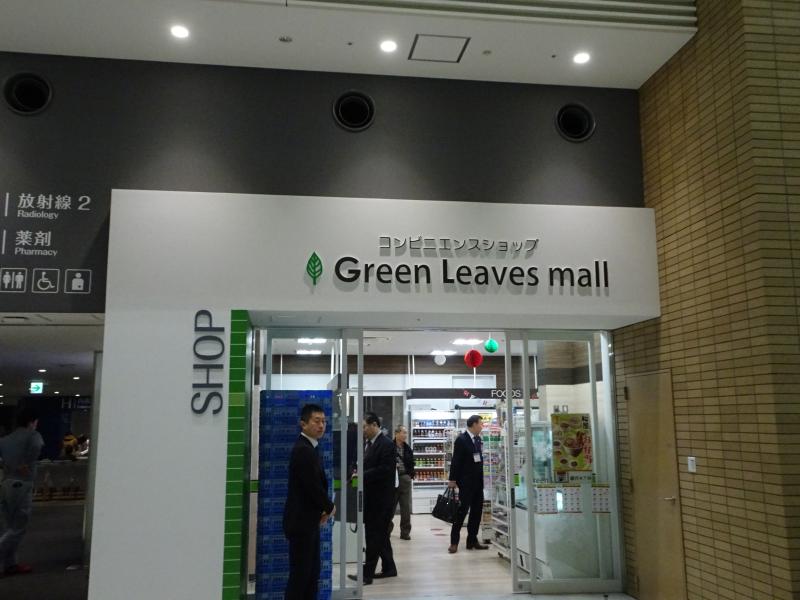 放射線 2
Radiology
薬剤
Pharmacy
コンビニエンスショップ
Green Leaves mall
SHOP
FOODS